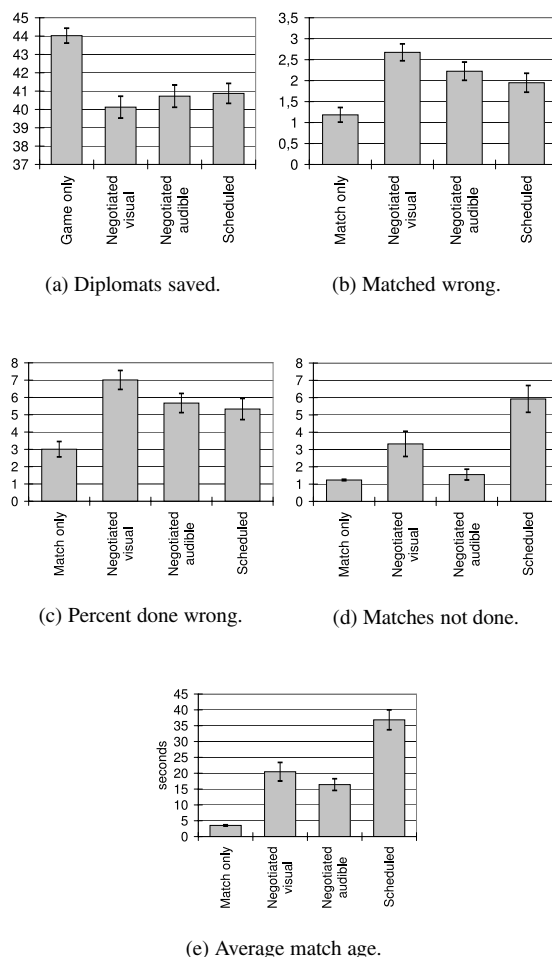 45
44
43
42
41
40
39
38
37
Game only
Negotiated
visual
Negotiated
audible
Scheduled
(a) Diplomats saved.
3,5
3
2,5
2
1,5
1
0,5
0
Match only
Negotiated
visual
Negotiated
audible
Scheduled
(b) Matched wrong.
8
7
6
5
4
3
2
1
0
Match only
Negotiated
visual
Negotiated
audible
Scheduled
(c) Percent done wrong.
8
7
6
5
4
3
2
1
0
Match only
Negotiated
visual
Negotiated
audible
Scheduled
(d) Matches not done.
seconds
45
40
35
30
25
20
15
10
5
0
Match only
Negotiated
visual
Negotiated
audible
Scheduled
(e) Average match age.